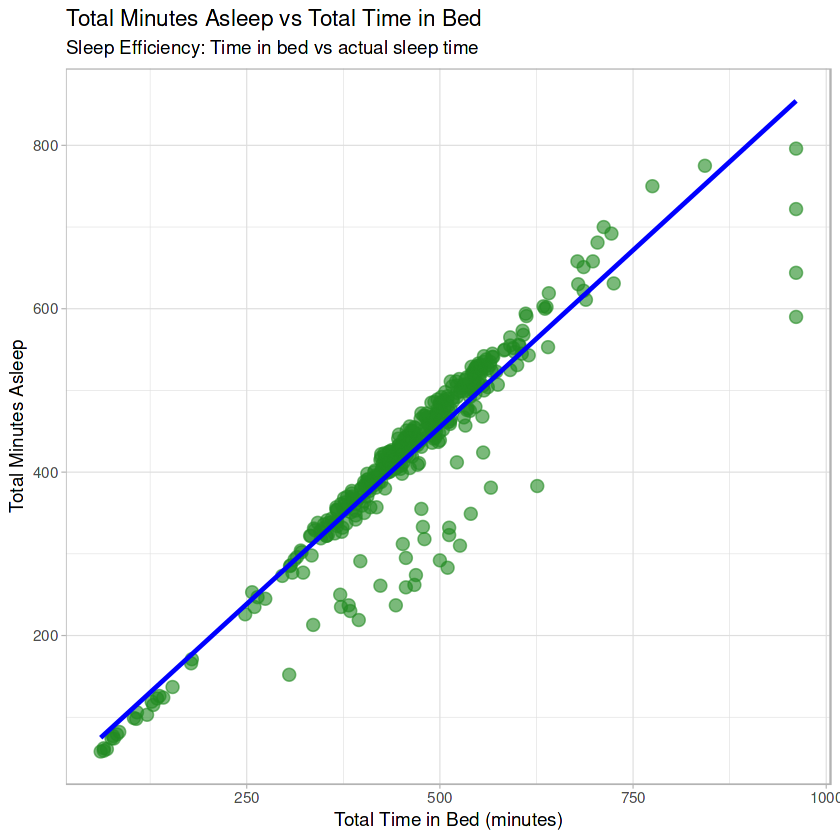 Total Minutes Asleep vs Total Time in Bed
Sleep Efficiency: Time in bed vs actual sleep time
Total Minutes Asleep
800
600
400
200
250 500 750 1000
Total Time in Bed (minutes)